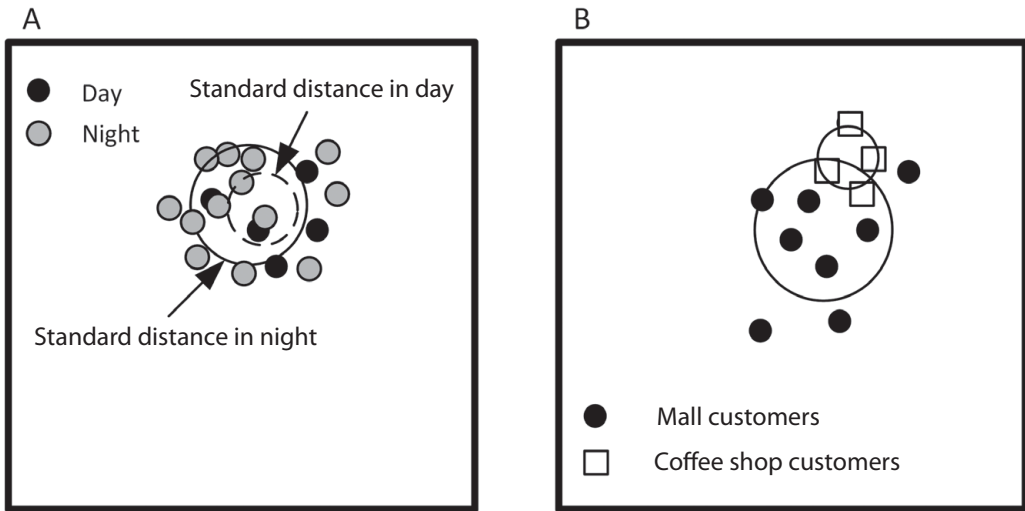 A
Day
Night
Standard distance in day
Standard distance in night
B
Mall customers
Coffee shop customers